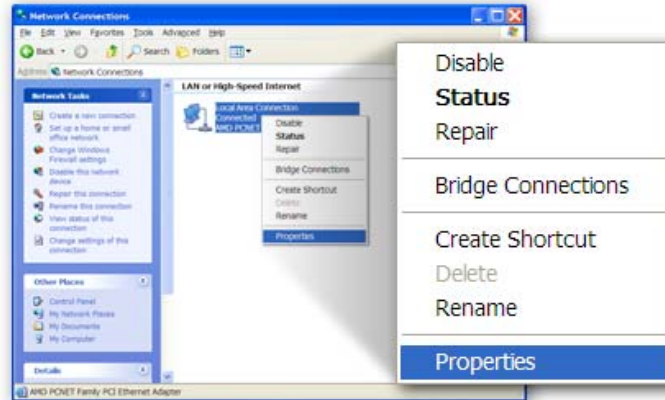 Network Connections
File Edit View Favorites Tools Advanced Help
Back Search Folders
Address Network Connections
Network Tasks
Create a new connection
Set up a home or small
office network
Change Windows
Firewall settings
Disable this network
device
Repair this connection
Rename this connection
View status of this
connection
Change settings of this
connection
Other Places
Control Panel
My Network Places
My Documents
My Computer
Details
LAN or High-Speed Internet
Local Area Connection
Connected
AMD PCNET
Disable
Status
Repair
Bridge Connections
Create Shortcut
Delete
Rename
Properties
AMD PCNET Family PCI Ethernet Adapter
Disable
Status
Repair
Bridge Connections
Create Shortcut
Delete
Rename
Properties